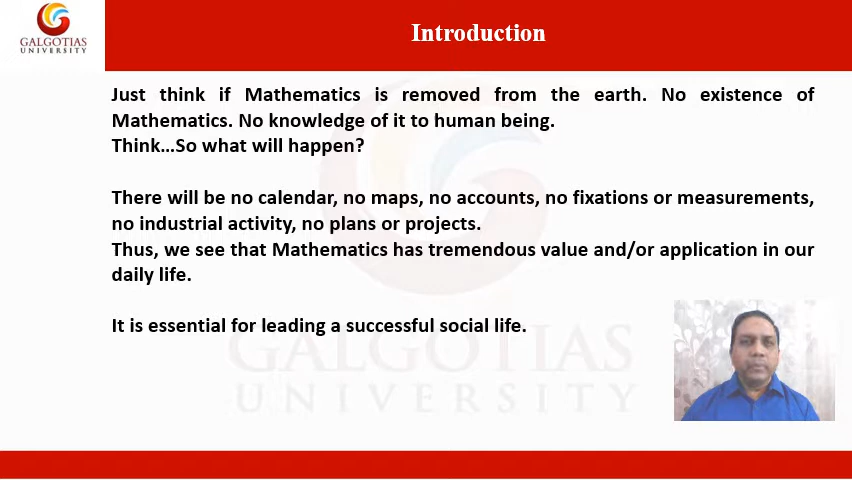 GALGOTIAS
UNIVERSITY
Introduction
Just think if Mathematics is removed from the earth. No existence of
Mathematics. No knowledge of it to human being.
Think…So what will happen?
There will be no calendar, no maps, no accounts, no fixations or measurements,
no industrial activity, no plans or projects.
Thus, we see that Mathematics has tremendous value and/or application in our
daily life.
It is essential for leading a successful social life.
GALGOTIAS
UNIVERSITY